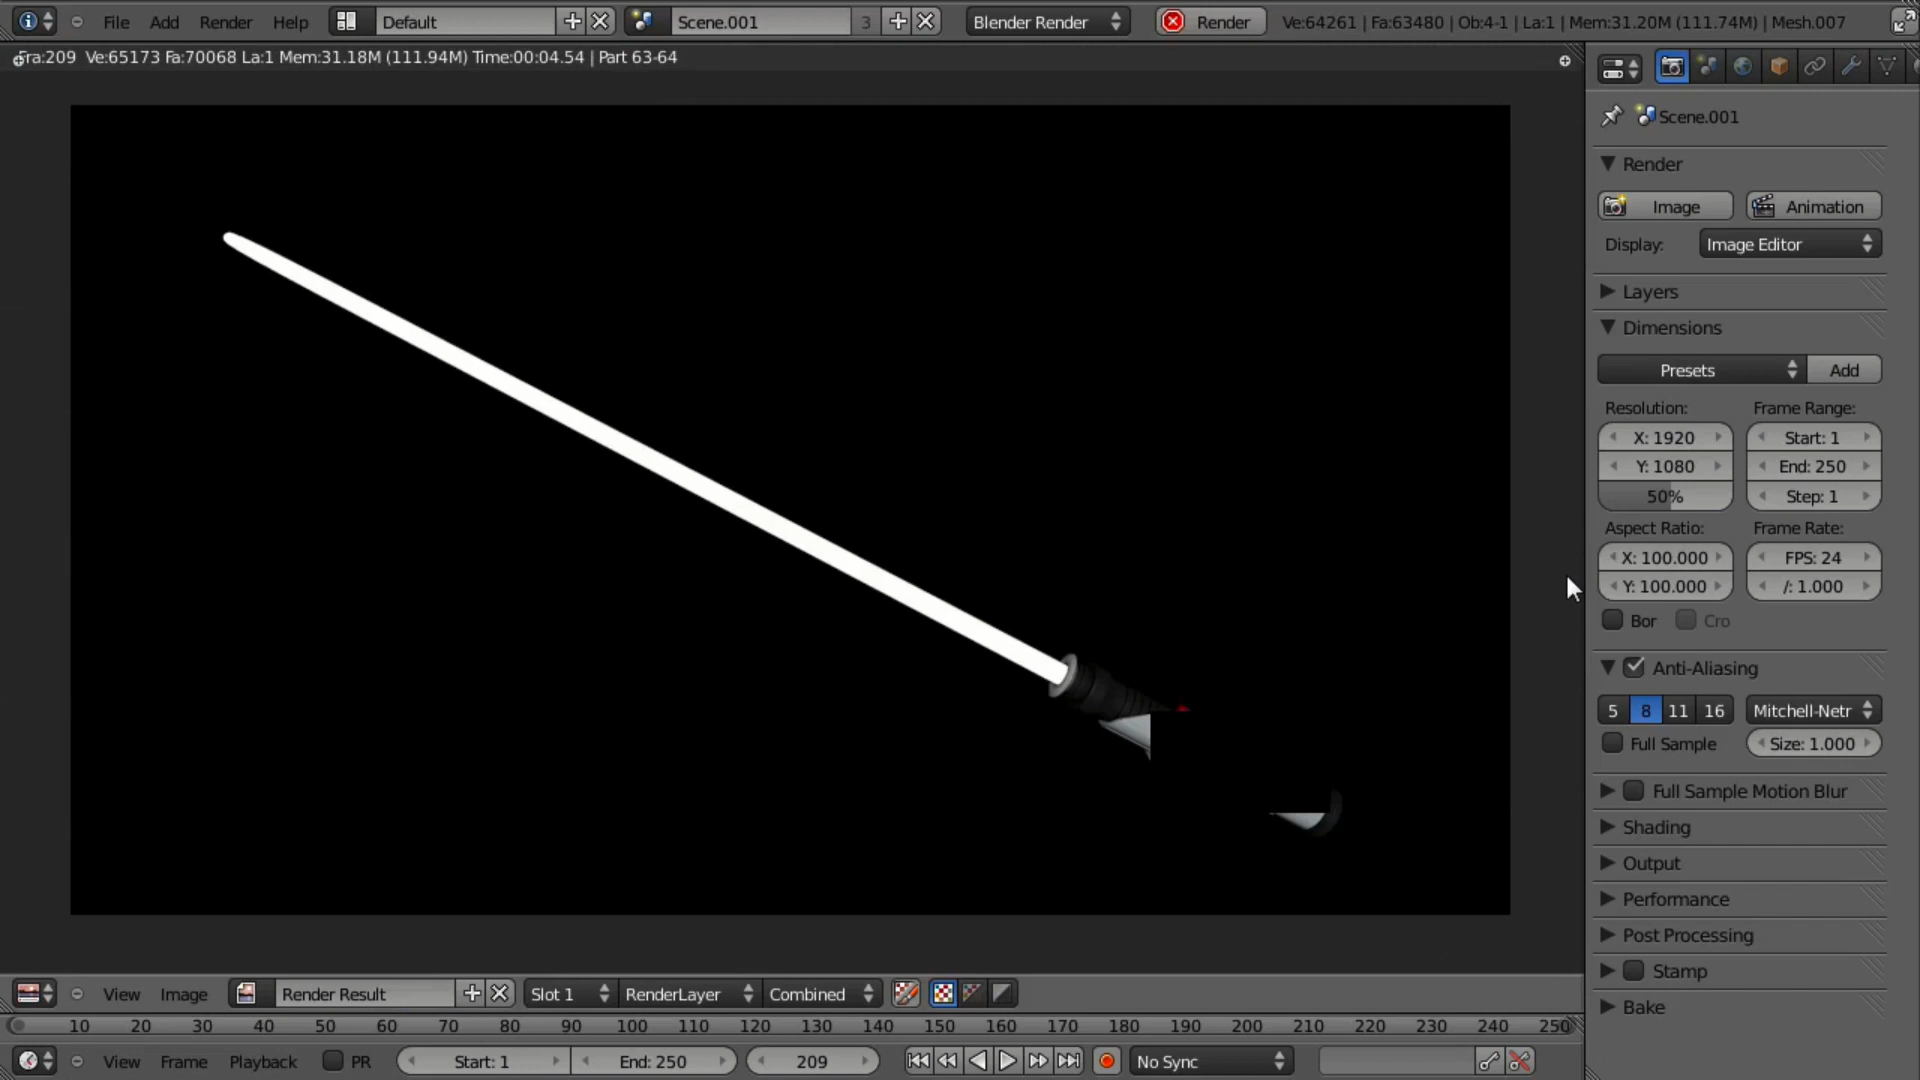 File Add Render Help Default Scene.001 3 Blender Render Render Ve:64261 | Fa:63480 | Ob:4-1 | La:1 | Mem:31.20M (111.74M) | Mesh.007
Fra:209 Ve:65173 Fa:70068 La:1 Mem:31.18M (111.94M) Time:00:04.54 | Part 63-64
Scene.001
Render
Image Animation
Display: Image Editor
Layers
Dimensions
Presets Add
Resolution: Frame Range:
X: 1920 Start: 1
Y: 1080 End: 250
50% Step: 1
Aspect Ratio: Frame Rate:
X: 100.000 FPS: 24
Y: 100.000 /: 1.000
Bor Cro
Anti-Aliasing
5 8 11 16 Mitchell-Netr
Full Sample Size: 1.000
Full Sample Motion Blur
Shading
Output
Performance
Post Processing
Stamp
Bake
View Image Render Result Slot 1 RenderLayer Combined
10 20 30 40 50 60 70 80 90 100 110 120 130 140 150 160 170 180 190 200 210 220 230 240 250
View Frame Playback PR Start: 1 End: 250 209 No Sync